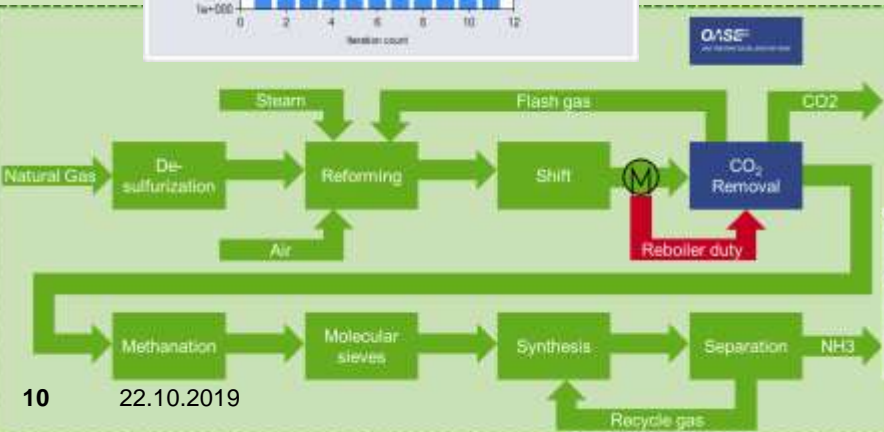 1e+000
0 2 4 6 8 10 12
Iteration count
OASE
Steam
Flash gas
CO2
Natural Gas
De-
sulfurization
Reforming
Shift
M
CO₂
Removal
Air
Reboiler duty
Methanation
Molecular
sieves
Synthesis
Separation
NH3
10 22.10.2019
Recycle gas